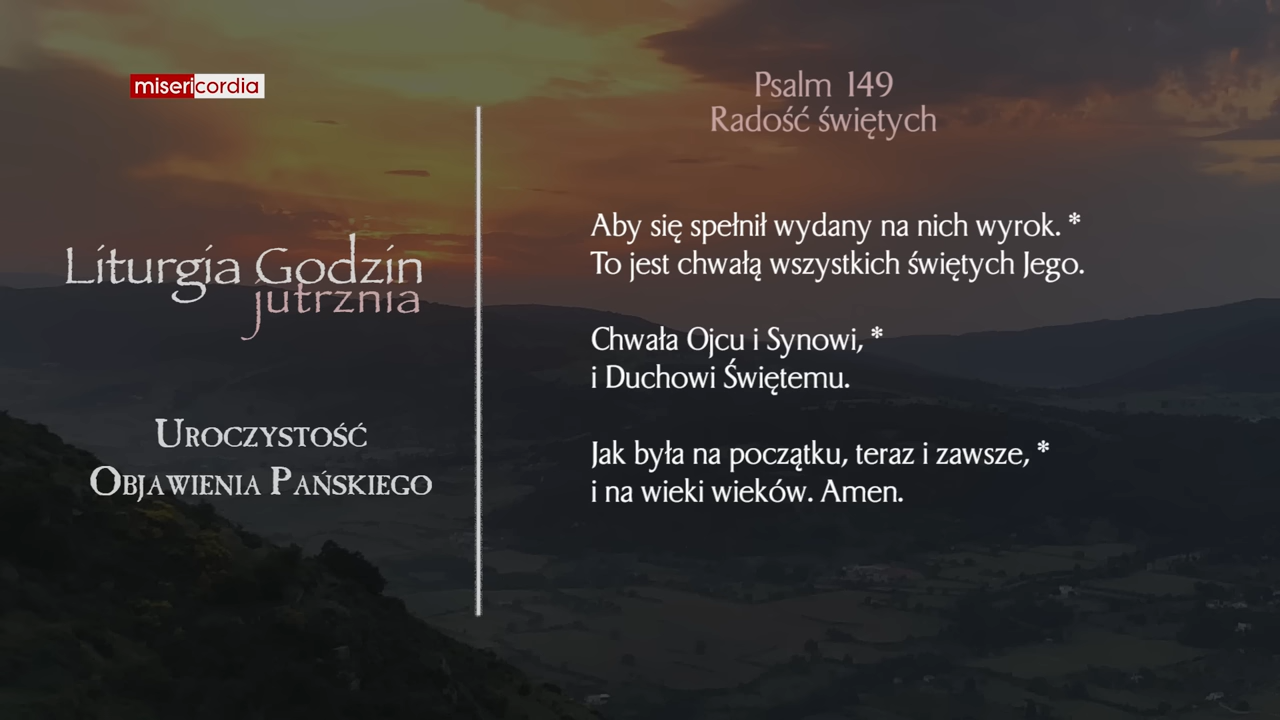 misericordia
Liturgia Godzin
jutrznia
Uroczystość
Objawienia Pańskiego
Psalm 149
Radość świętych
Aby się spełnił wydany na nich wyrok. *
To jest chwałą wszystkich świętych Jego.
Chwała Ojcu i Synowi, *
i Duchowi Świętemu.
Jak była na początku, teraz i zawsze, *
i na wieki wieków. Amen.